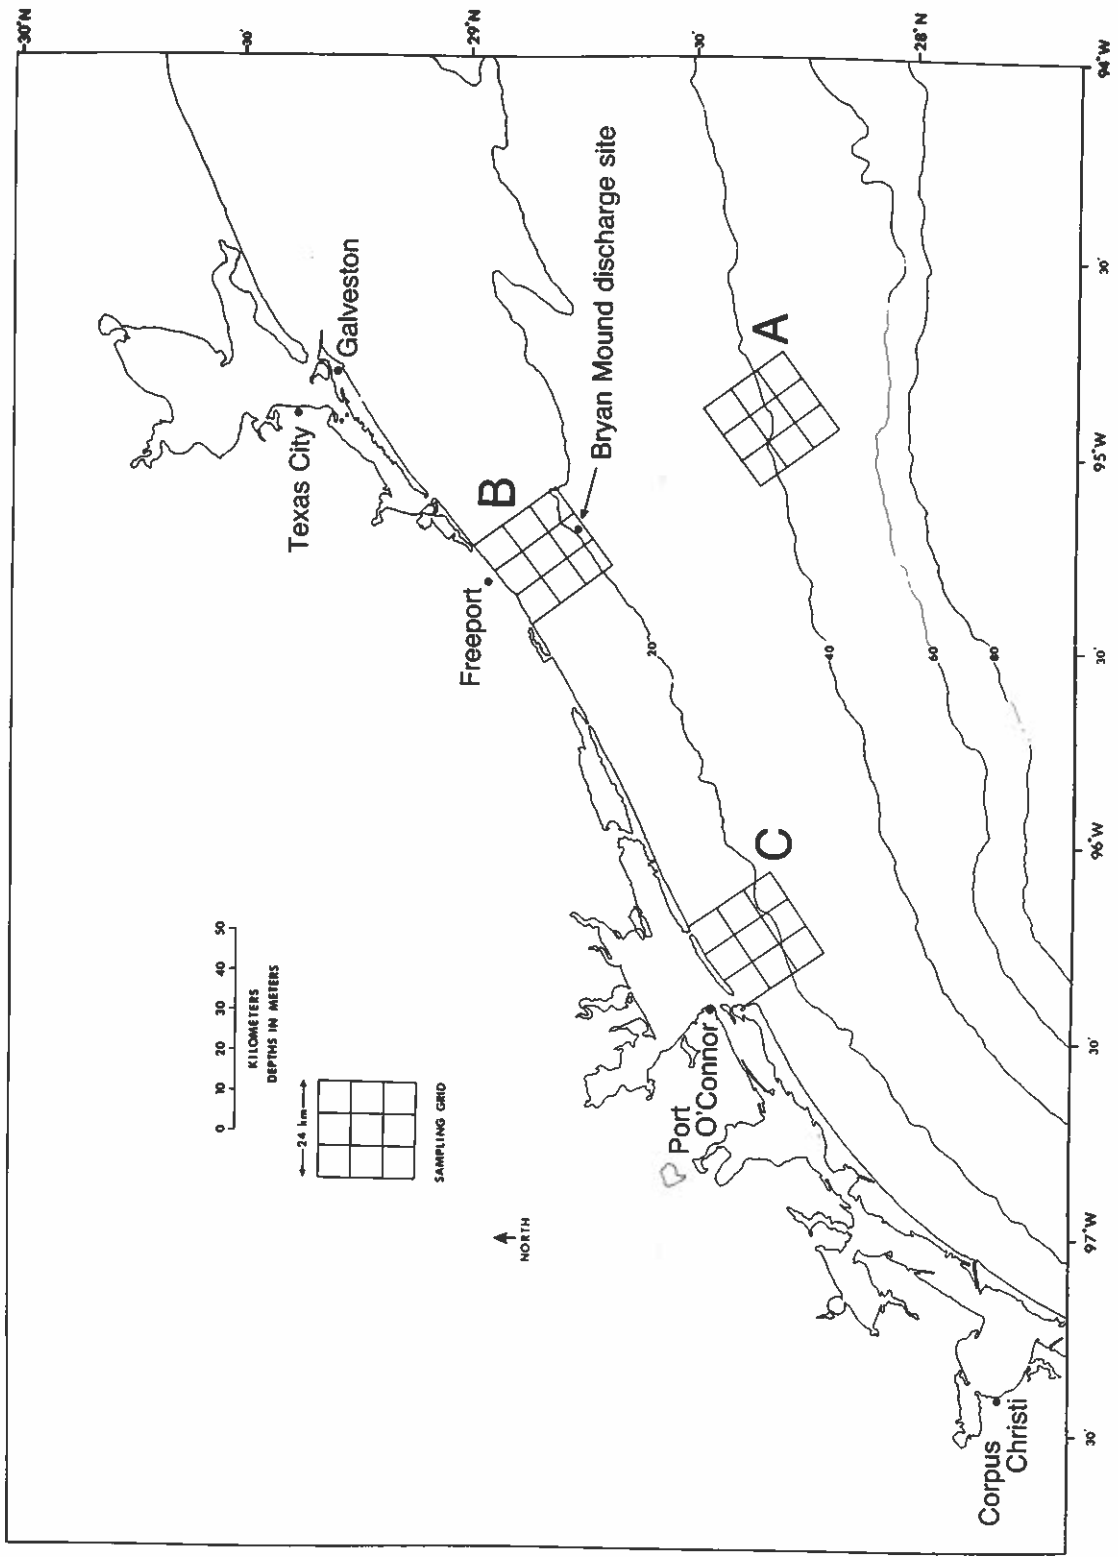 30°N
30'
29°N
30'
28°N
94°W
30'
95°W
30'
96°W
30'
97°W
30'
Galveston
Texas City
Freeport
Bryan Mound discharge site
A
B
C
20
40
60
80
Port
O'Connor
Corpus
Christi
0 10 20 30 40 50
KILOMETERS
DEPTHS IN METERS
24 km
SAMPLING GRID
NORTH